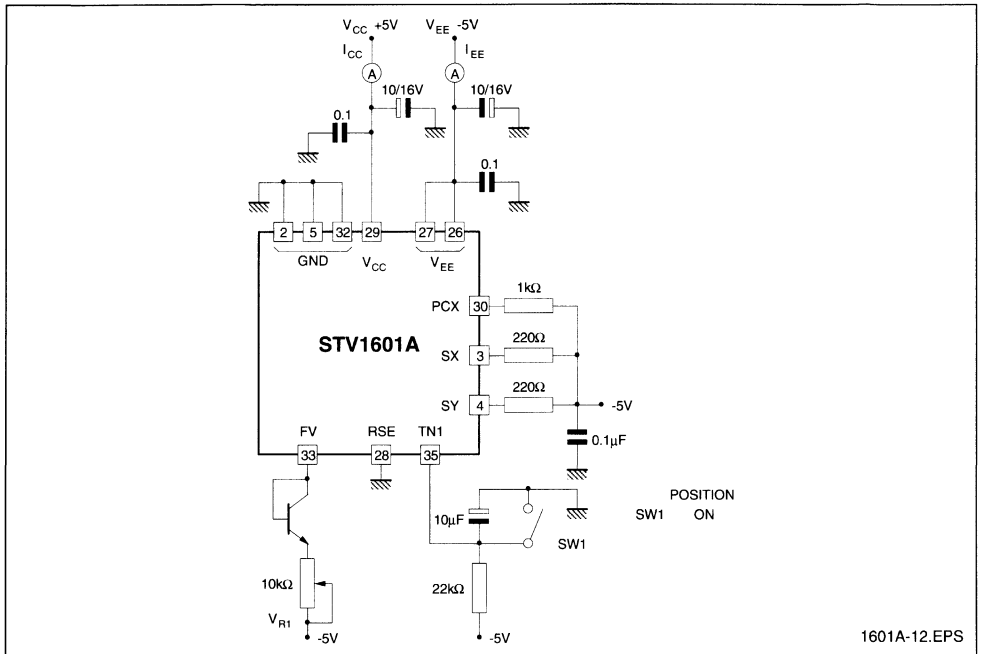 VCC +5V
VEE -5V
ICC
IEE
A
A
10/16V
10/16V
0.1
0.1
2
5
32
29
27
26
GND
VCC
VEE
PCX
30
1kΩ
STV1601A
SX
3
220Ω
SY
4
220Ω
-5V
0.1µF
FV
RSE
TN1
33
28
35
POSITION
SW1 ON
10µF
SW1
10kΩ
22kΩ
VR1
-5V
-5V
1601A-12.EPS